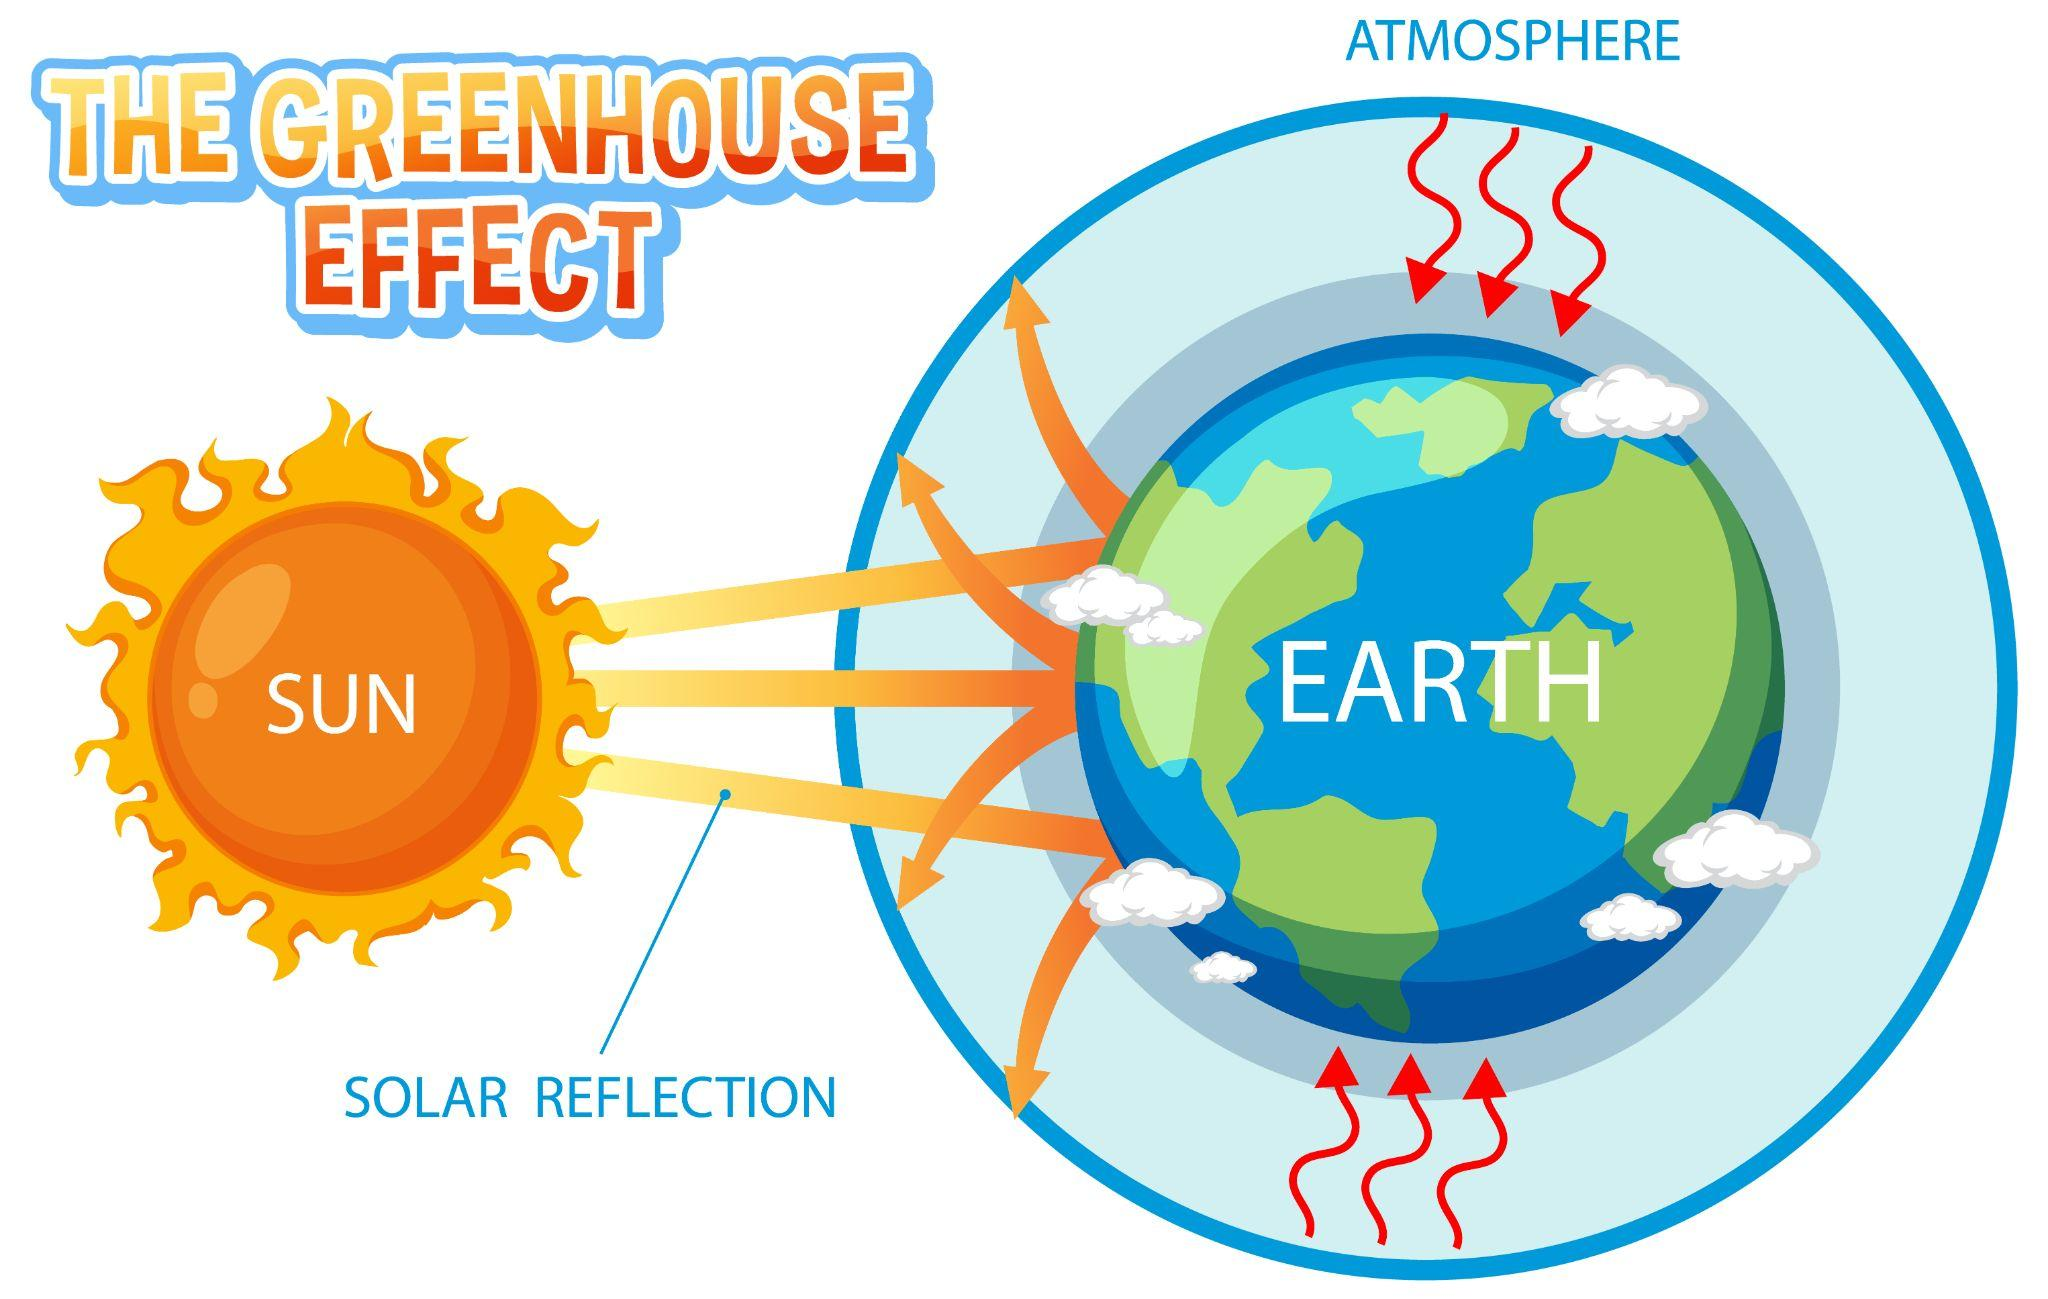 THE GREENHOUSE
EFFECT
ATMOSPHERE
SUN
EARTH
SOLAR REFLECTION